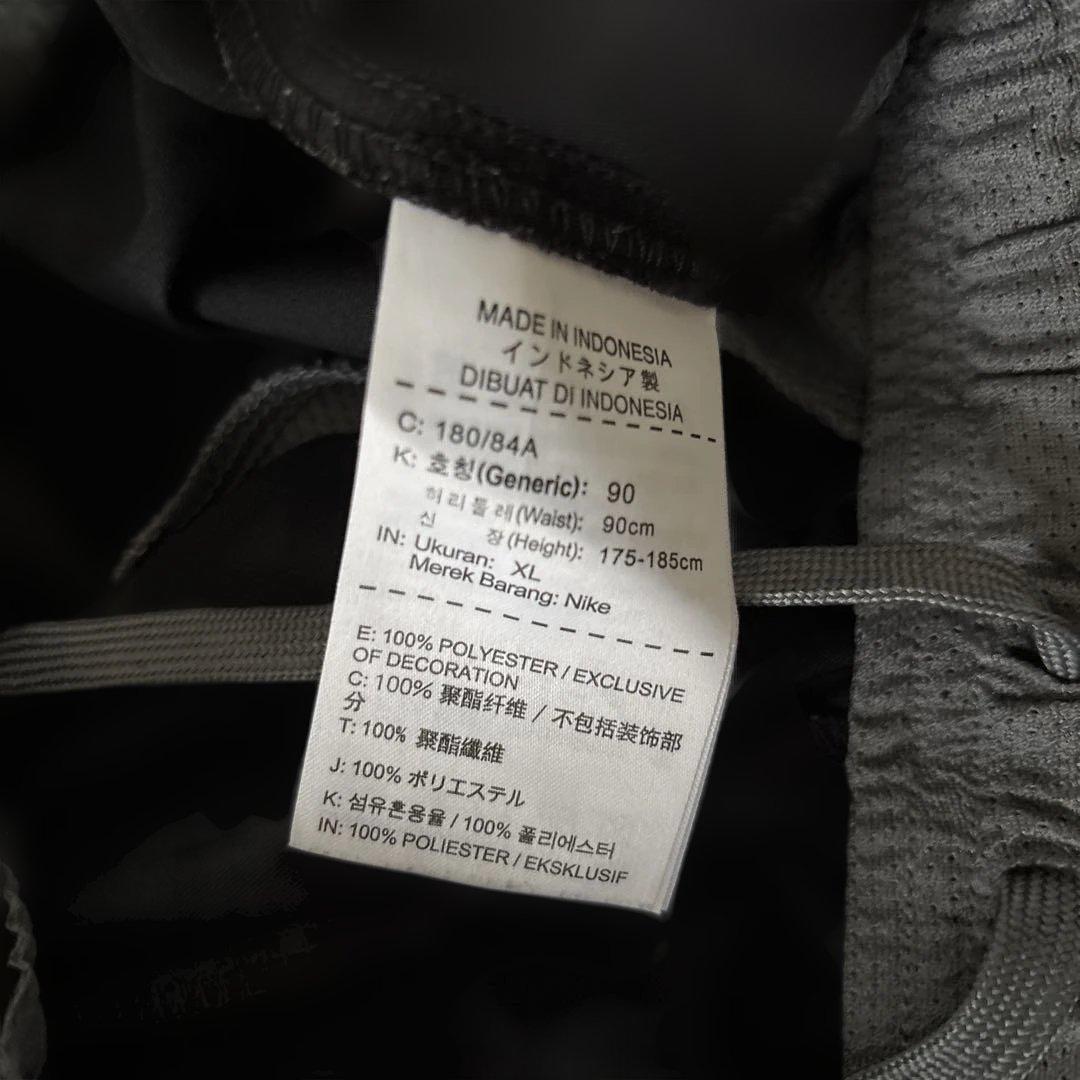 MADE IN INDONESIA
インドネシア製
DIBUAT DI INDONESIA
C: 180/84A
K: 호칭(Generic): 90
허리둘레(Waist): 90cm
신 장(Height): 175-185cm
IN: Ukuran: XL
Merek Barang: Nike
E: 100% POLYESTER / EXCLUSIVE
OF DECORATION
C: 100% 聚酯纤维 / 不包括装饰部
分
T: 100% 聚酯纖維
J: 100% ポリエステル
K: 섬유혼용율 / 100% 폴리에스터
IN: 100% POLIESTER / EKSKLUSIF